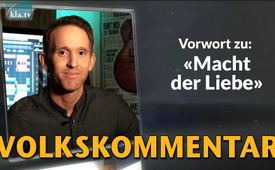 kla.tv
Vorwort zu:
«Macht
der Liebe»
VOLKSKOMMENTAR